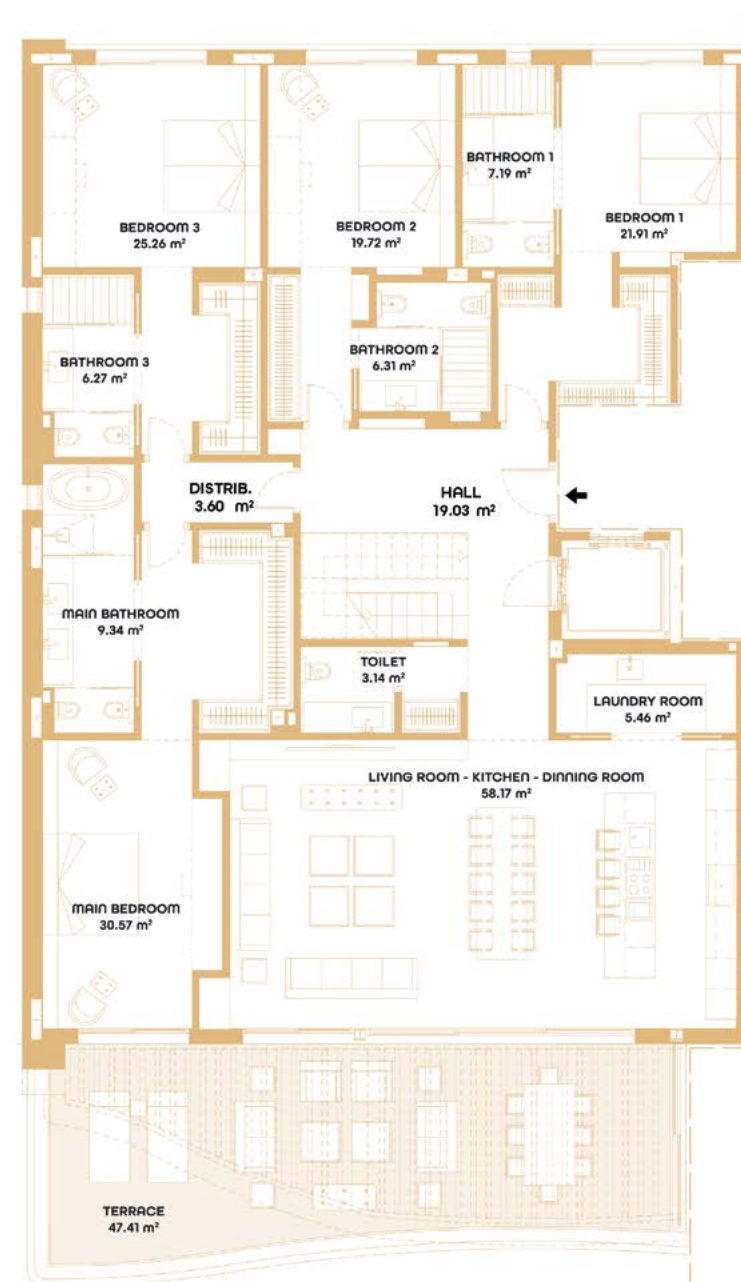 BATHROOM 1
7.19 m²
BEDROOM 3
25.26 m²
BEDROOM 2
19.72 m²
BEDROOM 1
21.91 m²
BATHROOM 3
6.27 m²
BATHROOM 2
6.31 m²
DISTRIB.
3.60 m²
HALL
19.03 m²
MAIN BATHROOM
9.34 m²
TOILET
3.14 m²
LAUNDRY ROOM
5.46 m²
LIVING ROOM - KITCHEN - DINNING ROOM
58.17 m²
MAIN BEDROOM
30.57 m²
TERRACE
47.41 m²